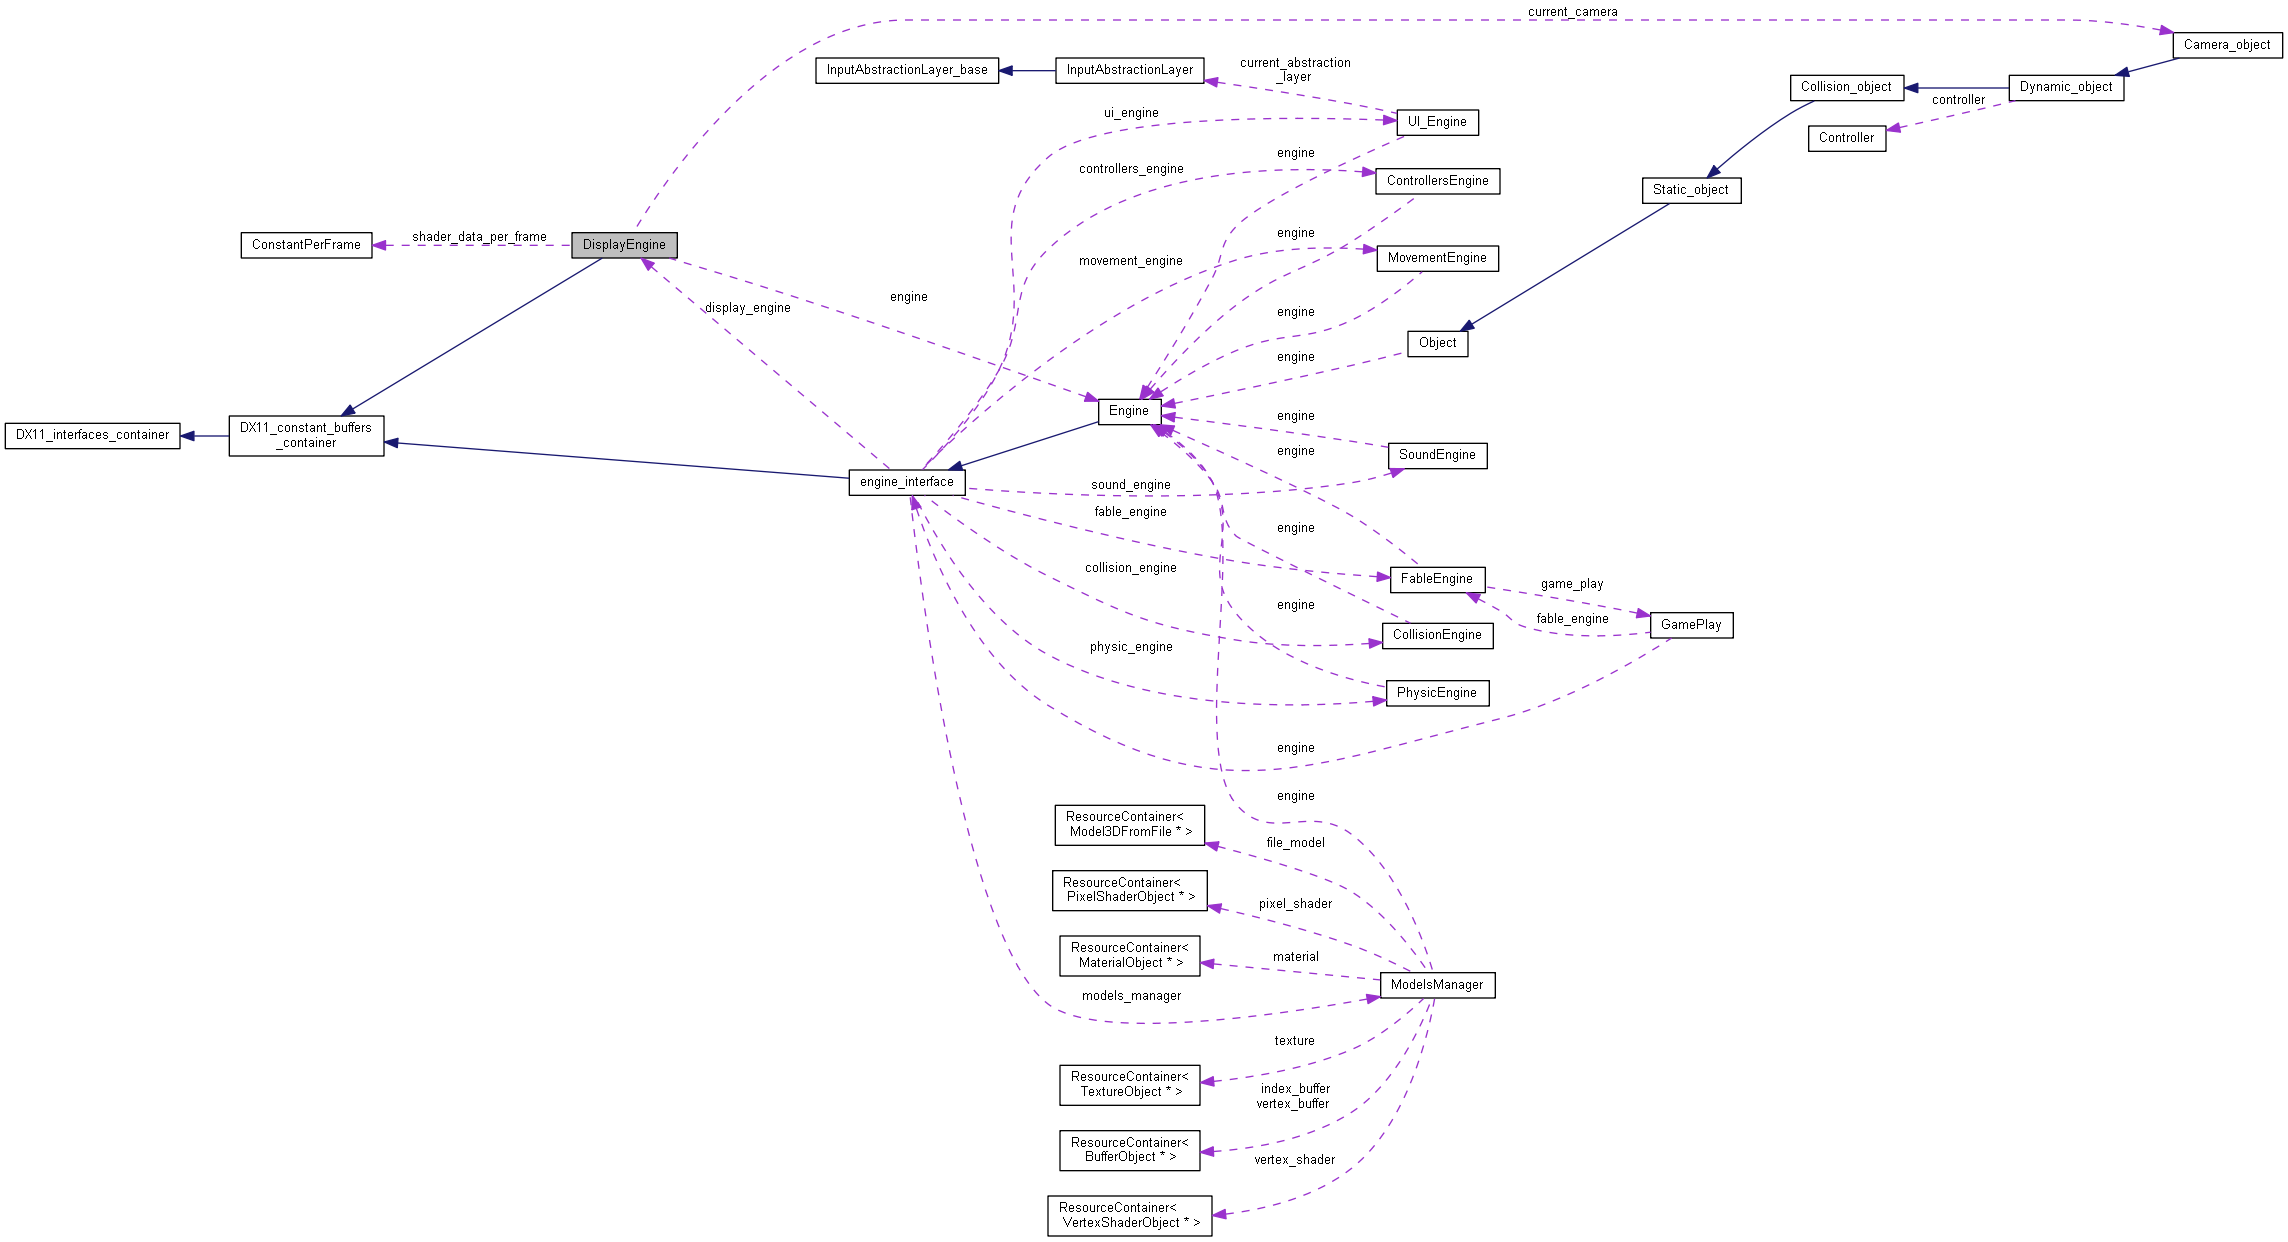 current_camera
Camera_object
InputAbstractionLayer_base
InputAbstractionLayer
current_abstraction
_layer
Collision_object
Dynamic_object
controller
ui_engine
UI_Engine
Controller
engine
controllers_engine
ControllersEngine
Static_object
shader_data_per_frame
ConstantPerFrame
DisplayEngine
engine
movement_engine
MovementEngine
engine
display_engine
engine
Object
engine
Engine
engine
DX11_interfaces_container
DX11_constant_buffers
_container
engine
SoundEngine
engine_interface
sound_engine
fable_engine
engine
collision_engine
FableEngine
game_play
engine
fable_engine
GamePlay
CollisionEngine
physic_engine
PhysicEngine
engine
engine
ResourceContainer<
Model3DFromFile * >
file_model
ResourceContainer<
PixelShaderObject * >
pixel_shader
ResourceContainer<
MaterialObject * >
material
ModelsManager
models_manager
texture
ResourceContainer<
TextureObject * >
index_buffer
vertex_buffer
ResourceContainer<
BufferObject * >
vertex_shader
ResourceContainer<
VertexShaderObject * >